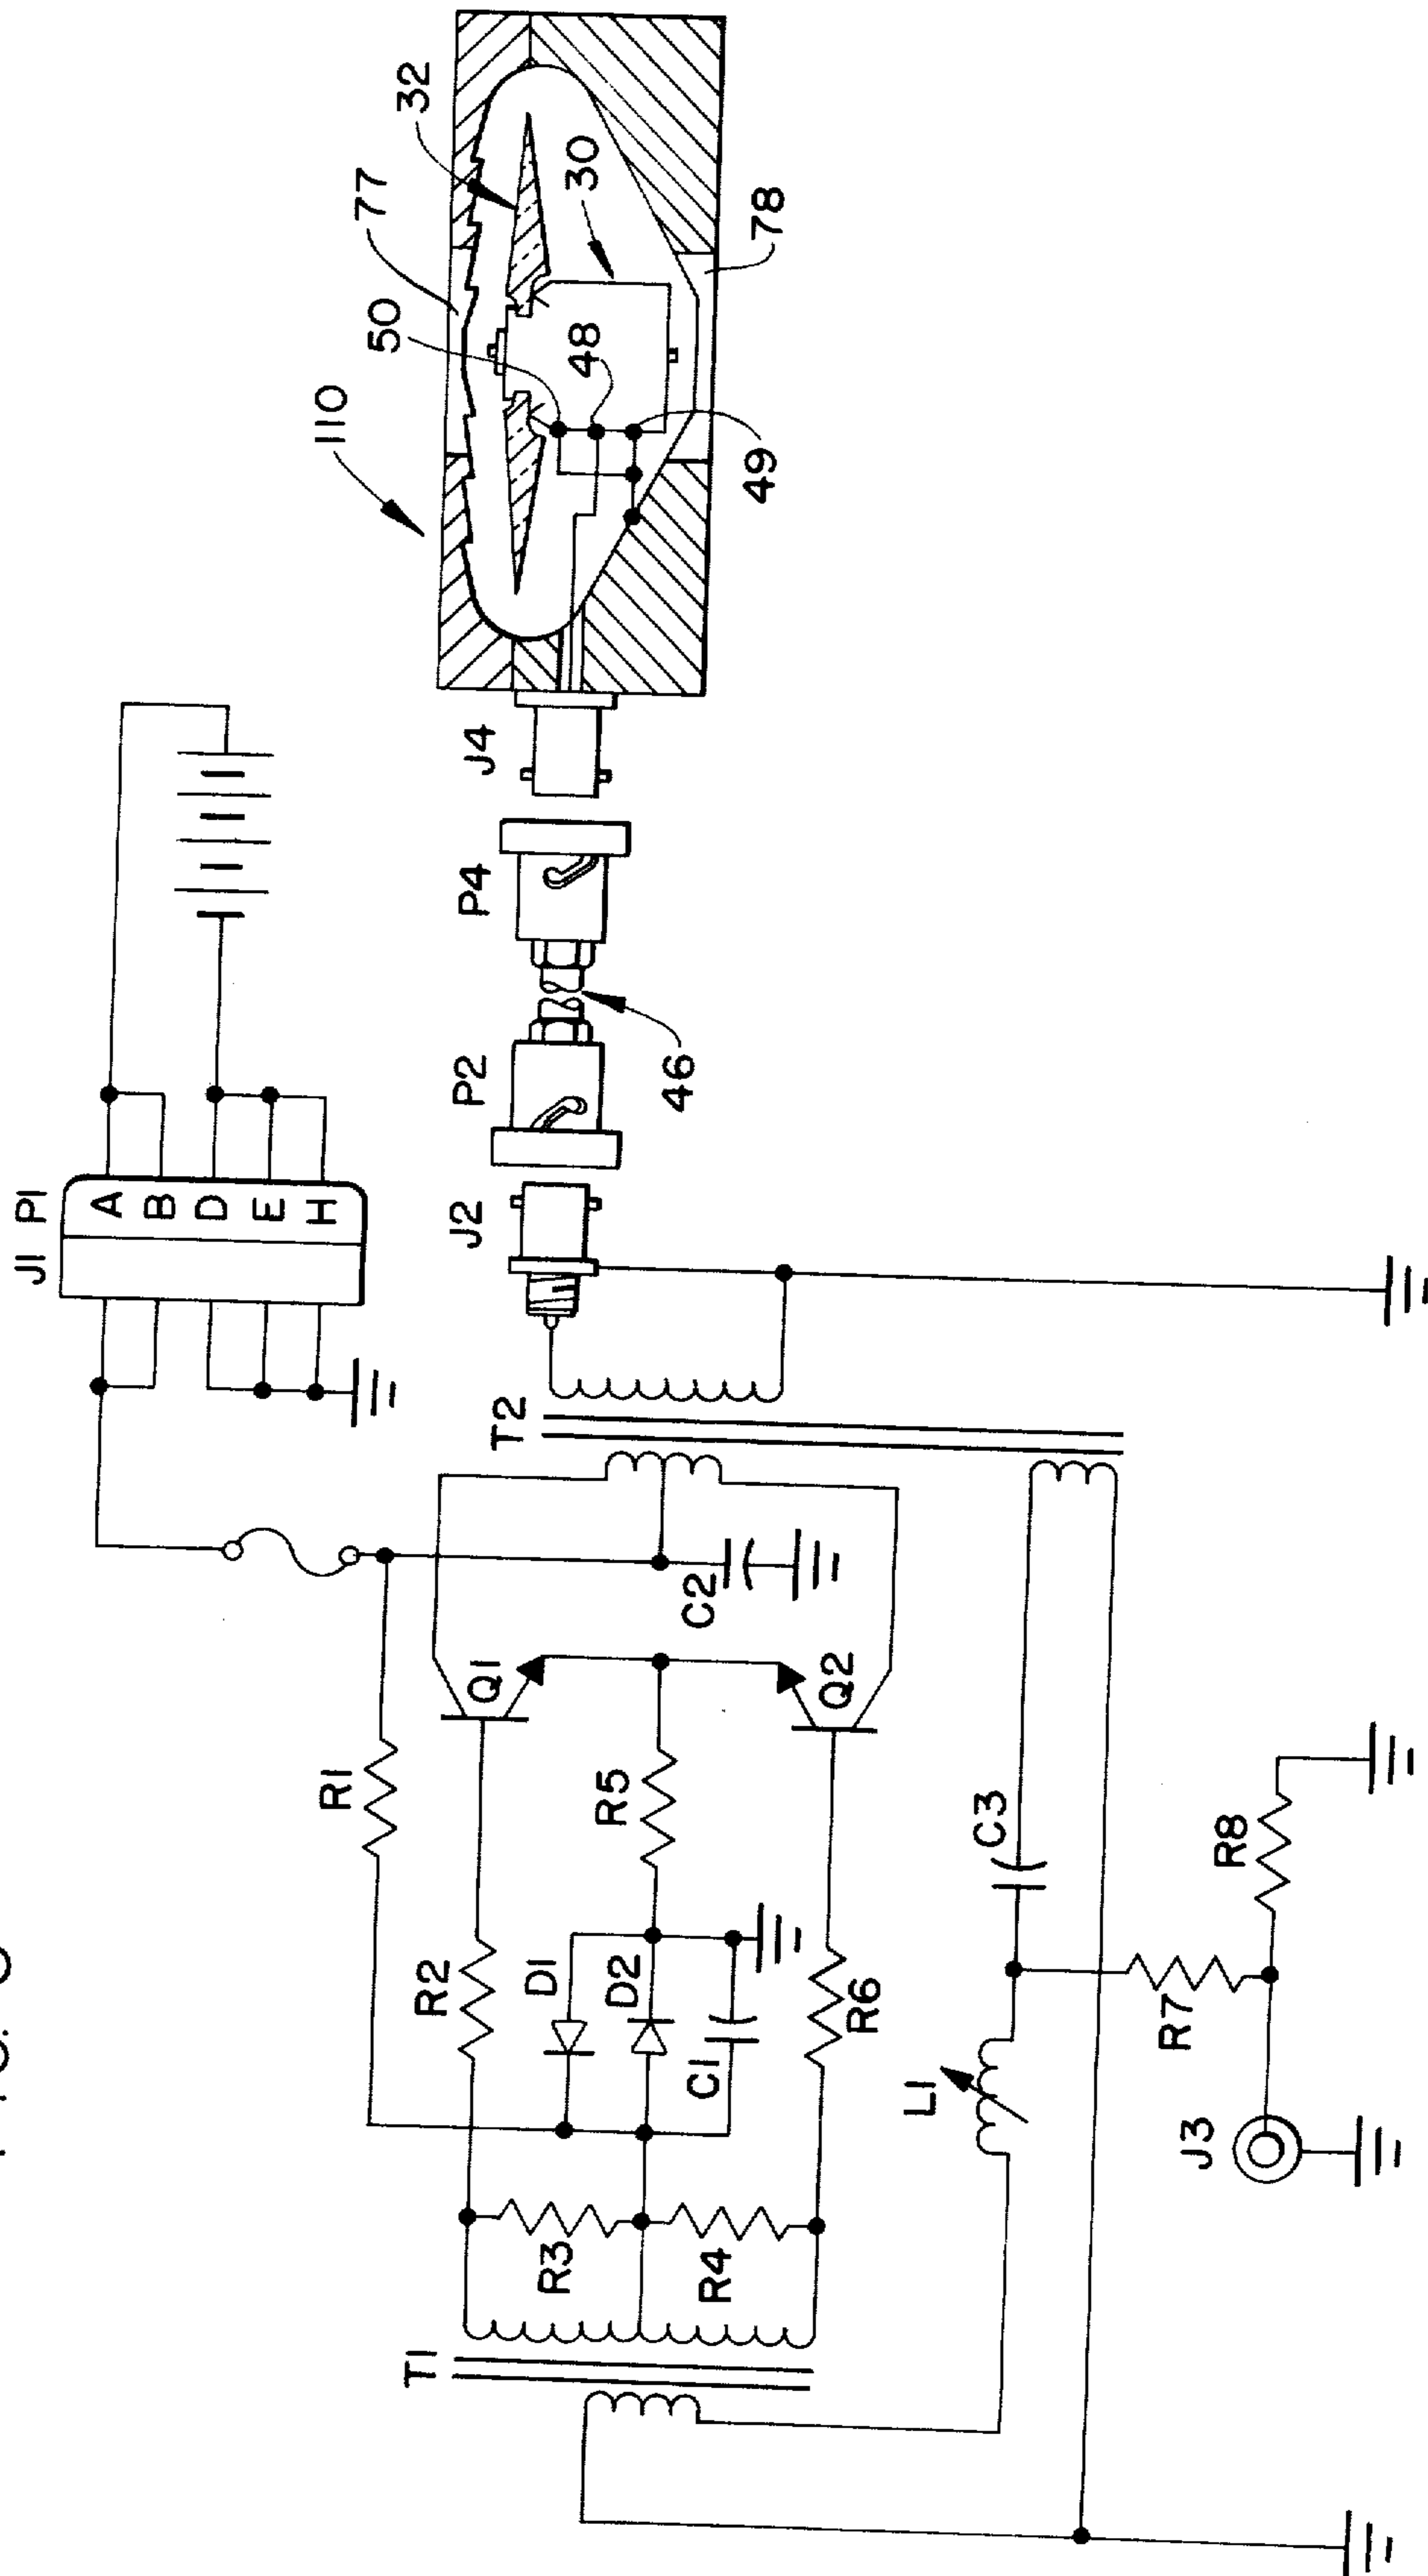 J1 P1
A
B
D
E
H
110
77
32
50
30
48
49
78
J2
P2
P4
J4
46
T2
C2
R1
Q1
R2
R5
D1
D2
C1
Q2
R3
R4
R6
T1
C3
L1
R7
R8
J3